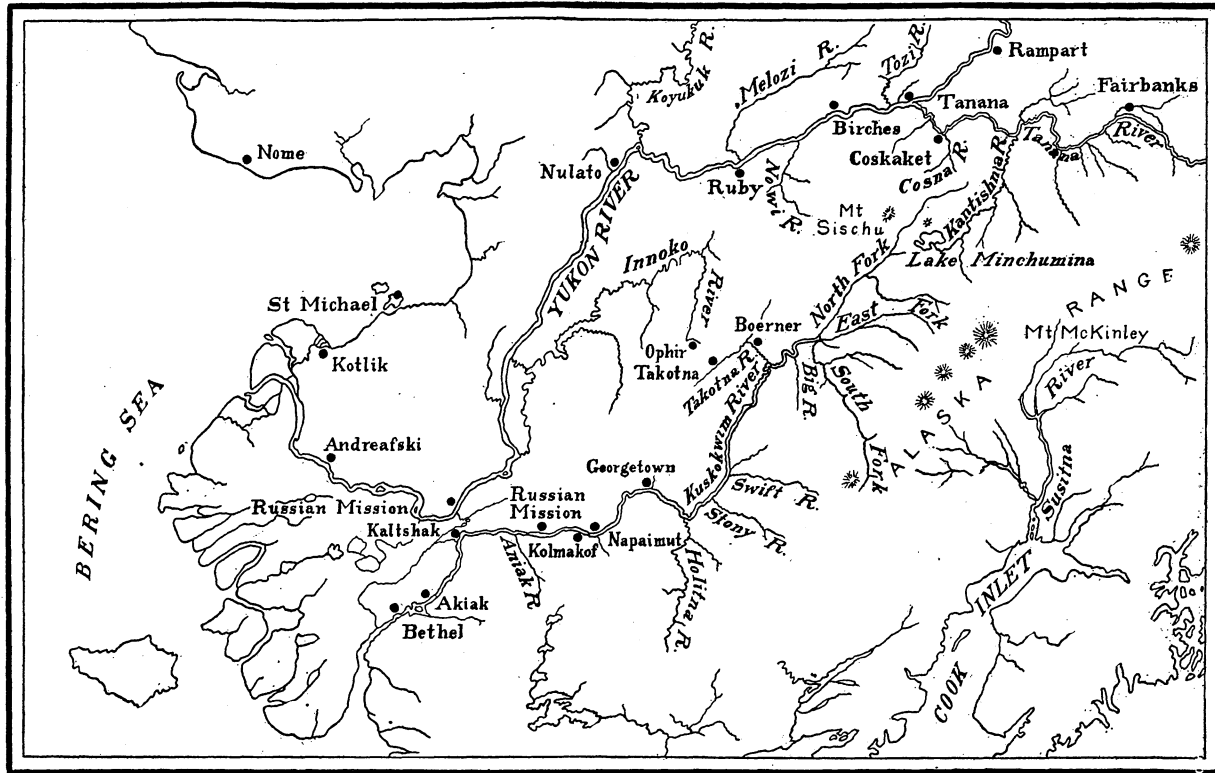 Koyukuk R.
Melozi R.
Tozi R.
Rampart
Fairbanks
Tanana
Birches
Coskaket
Cosna R.
Kantishna R.
Tanana River
Nome
Nulato
Ruby
Nowi R.
Mt
Sischu
YUKON RIVER
Innoko River
North Fork
Lake Minchumina
St Michael
Kotlik
Boerner
East Fork
Ophir
Takotna
Takotna R.
Big R.
South Fork
ALASKA RANGE
Mt McKinley
River
Susitna
BERING SEA
Andreafski
Georgetown
Kuskokwim River
Swift R.
Stony R.
Russian Mission
Russian
Mission
Kaltshak
Kolmakof
Napaimut
Aniak R.
Holitna R.
Akiak
Bethel
COOK INLET